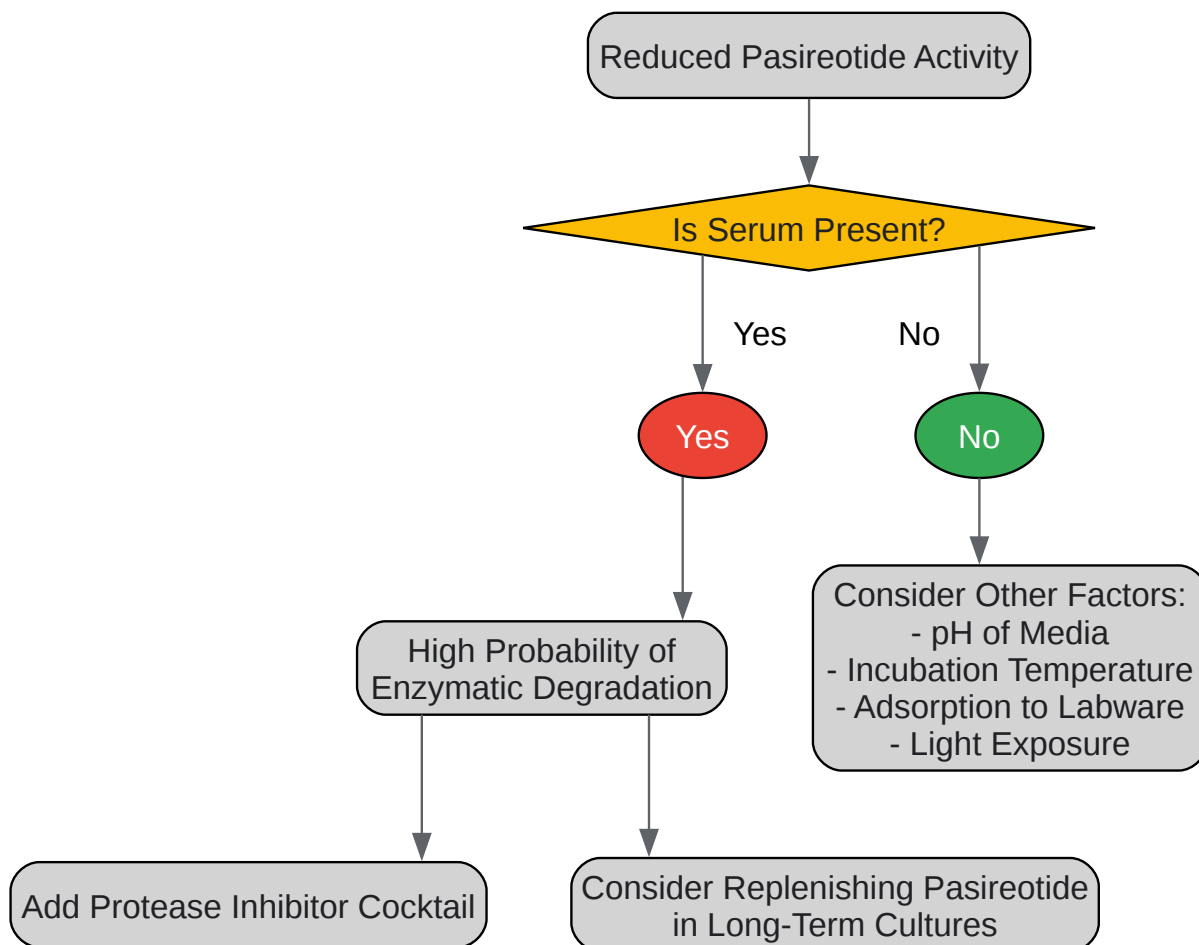 Reduced Pasireotide Activity
Is Serum Present?
Yes
No
Yes
No
Consider Other Factors:
- pH of Media
- Incubation Temperature
- Adsorption to Labware
- Light Exposure
High Probability of
Enzymatic Degradation
Add Protease Inhibitor Cocktail
Consider Replenishing Pasireotide
in Long-Term Cultures